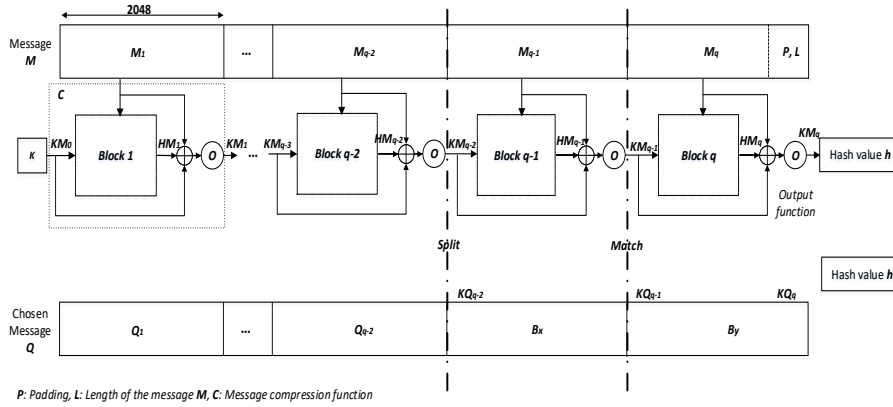 2048
Message M
M1 ... Mq-2 Mq-1 Mq P, L
C
K KM0 Block 1 HM1 O KM1 ... KMq-3 Block q-2 HMq-2 O KMq-2 Block q-1 HMq-1 O KMq-1 Block q HMq O KMq Hash value h
Output function
Split Match
Hash value h
KQq-2 KQq-1 KQq
Chosen Message Q
Q1 ... Qq-2 Bx By
P: Padding, L: Length of the message M, C: Message compression function